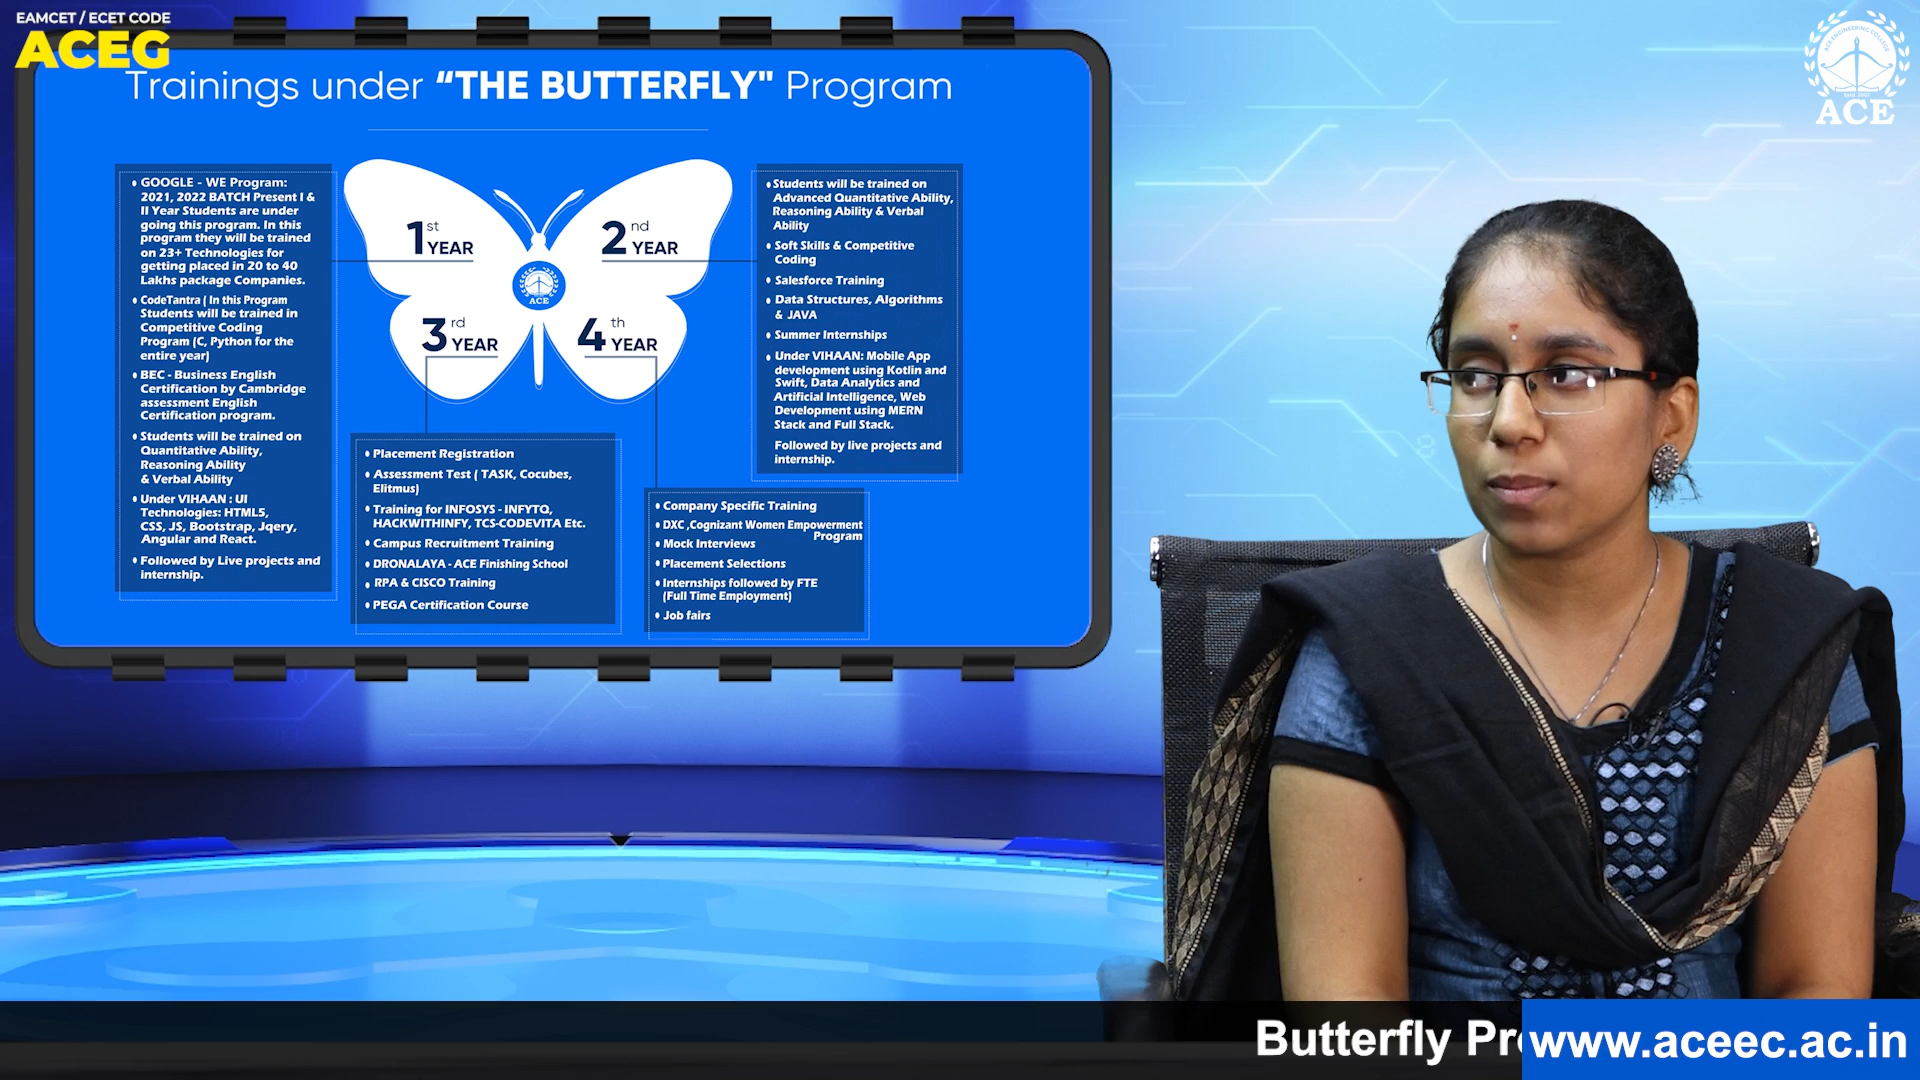 EAMCET / ECET CODE
ACEG
Trainings under “THE BUTTERFLY" Program
ACE ENGINEERING COLLEGE
ACE
1st
YEAR
2nd
YEAR
3rd
YEAR
4th
YEAR
ACE
• GOOGLE - WE Program:
2021, 2022 BATCH Present I &
II Year Students are under
going this program. In this
program they will be trained
on 23+ Technologies for
getting placed in 20 to 40
Lakhs package Companies.
• CodeTantra ( In this Program
Students will be trained in
Competitive Coding
Program (C, Python for the
entire year)
• BEC - Business English
Certification by Cambridge
assessment English
Certification program.
• Students will be trained on
Quantitative Ability,
Reasoning Ability
& Verbal Ability
• Under VIHAAN : UI
Technologies: HTML5,
CSS, JS, Bootstrap, Jqery,
Angular and React.
• Followed by Live projects and
internship.
• Students will be trained on
Advanced Quantitative Ability,
Reasoning Ability & Verbal
Ability
• Soft Skills & Competitive
Coding
• Salesforce Training
• Data Structures, Algorithms
& JAVA
• Summer Internships
• Under VIHAAN: Mobile App
development using Kotlin and
Swift, Data Analytics and
Artificial Intelligence, Web
Development using MERN
Stack and Full Stack.
Followed by live projects and
internship.
• Placement Registration
• Assessment Test ( TASK, Cocubes,
Elitmus)
• Training for INFOSYS - INFYTQ,
HACKWITHINFY, TCS-CODEVITA Etc.
• Campus Recruitment Training
• DRONALAYA - ACE Finishing School
• RPA & CISCO Training
• PEGA Certification Course
• Company Specific Training
• DXC ,Cognizant Women Empowerment
Program
• Mock Interviews
• Placement Selections
• Internships followed by FTE
(Full Time Employment)
• Job fairs
Butterfly Pr
www.aceec.ac.in